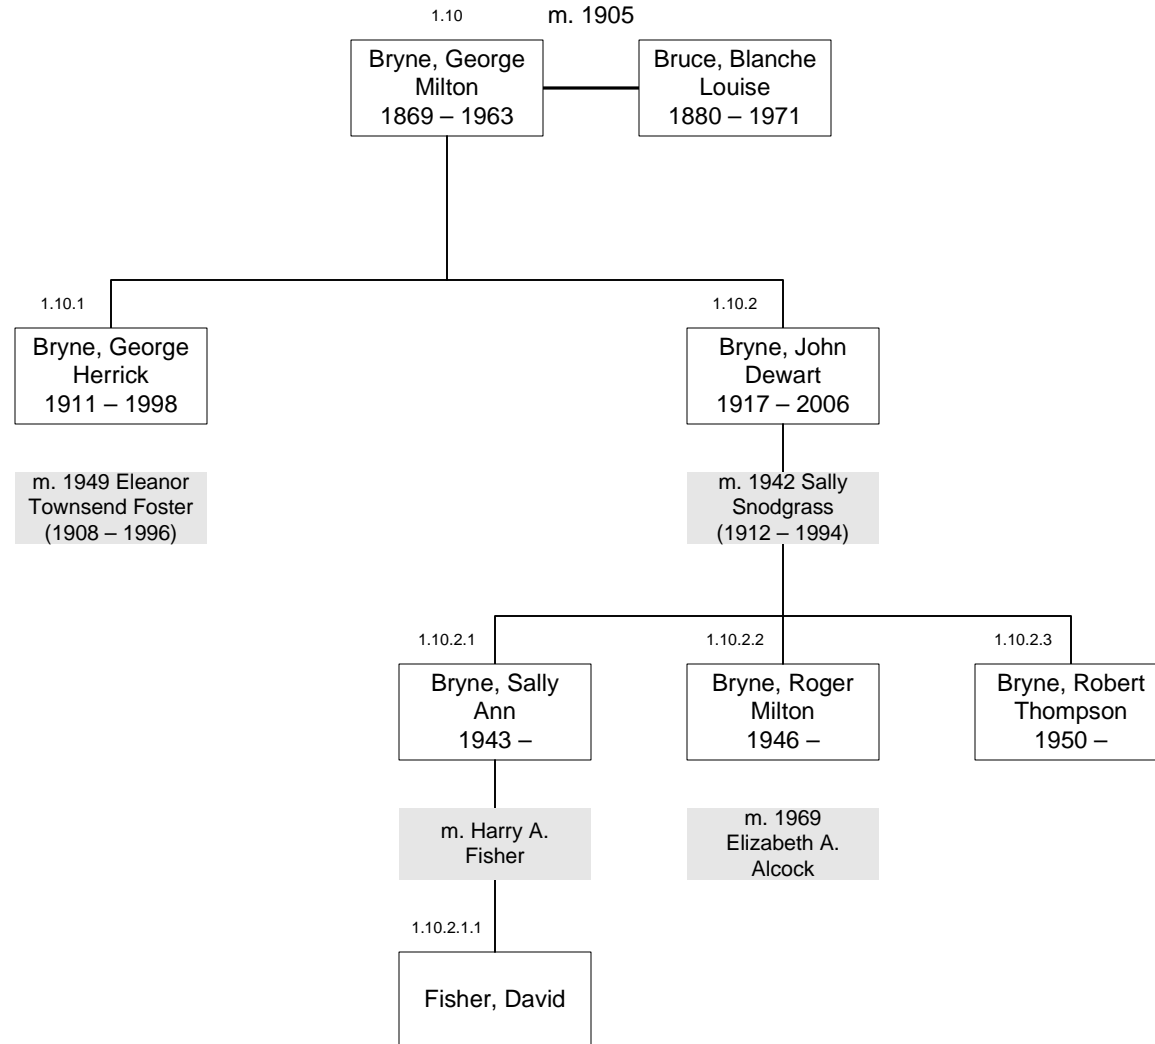 1.10
m. 1905
Bryne, George
Milton
1869 – 1963
Bruce, Blanche
Louise
1880 – 1971
1.10.1
Bryne, George
Herrick
1911 – 1998
1.10.2
Bryne, John
Dewart
1917 – 2006
m. 1949 Eleanor
Townsend Foster
(1908 – 1996)
m. 1942 Sally
Snodgrass
(1912 – 1994)
1.10.2.1
Bryne, Sally
Ann
1943 –
1.10.2.2
Bryne, Roger
Milton
1946 –
1.10.2.3
Bryne, Robert
Thompson
1950 –
m. Harry A.
Fisher
m. 1969
Elizabeth A.
Alcock
1.10.2.1.1
Fisher, David